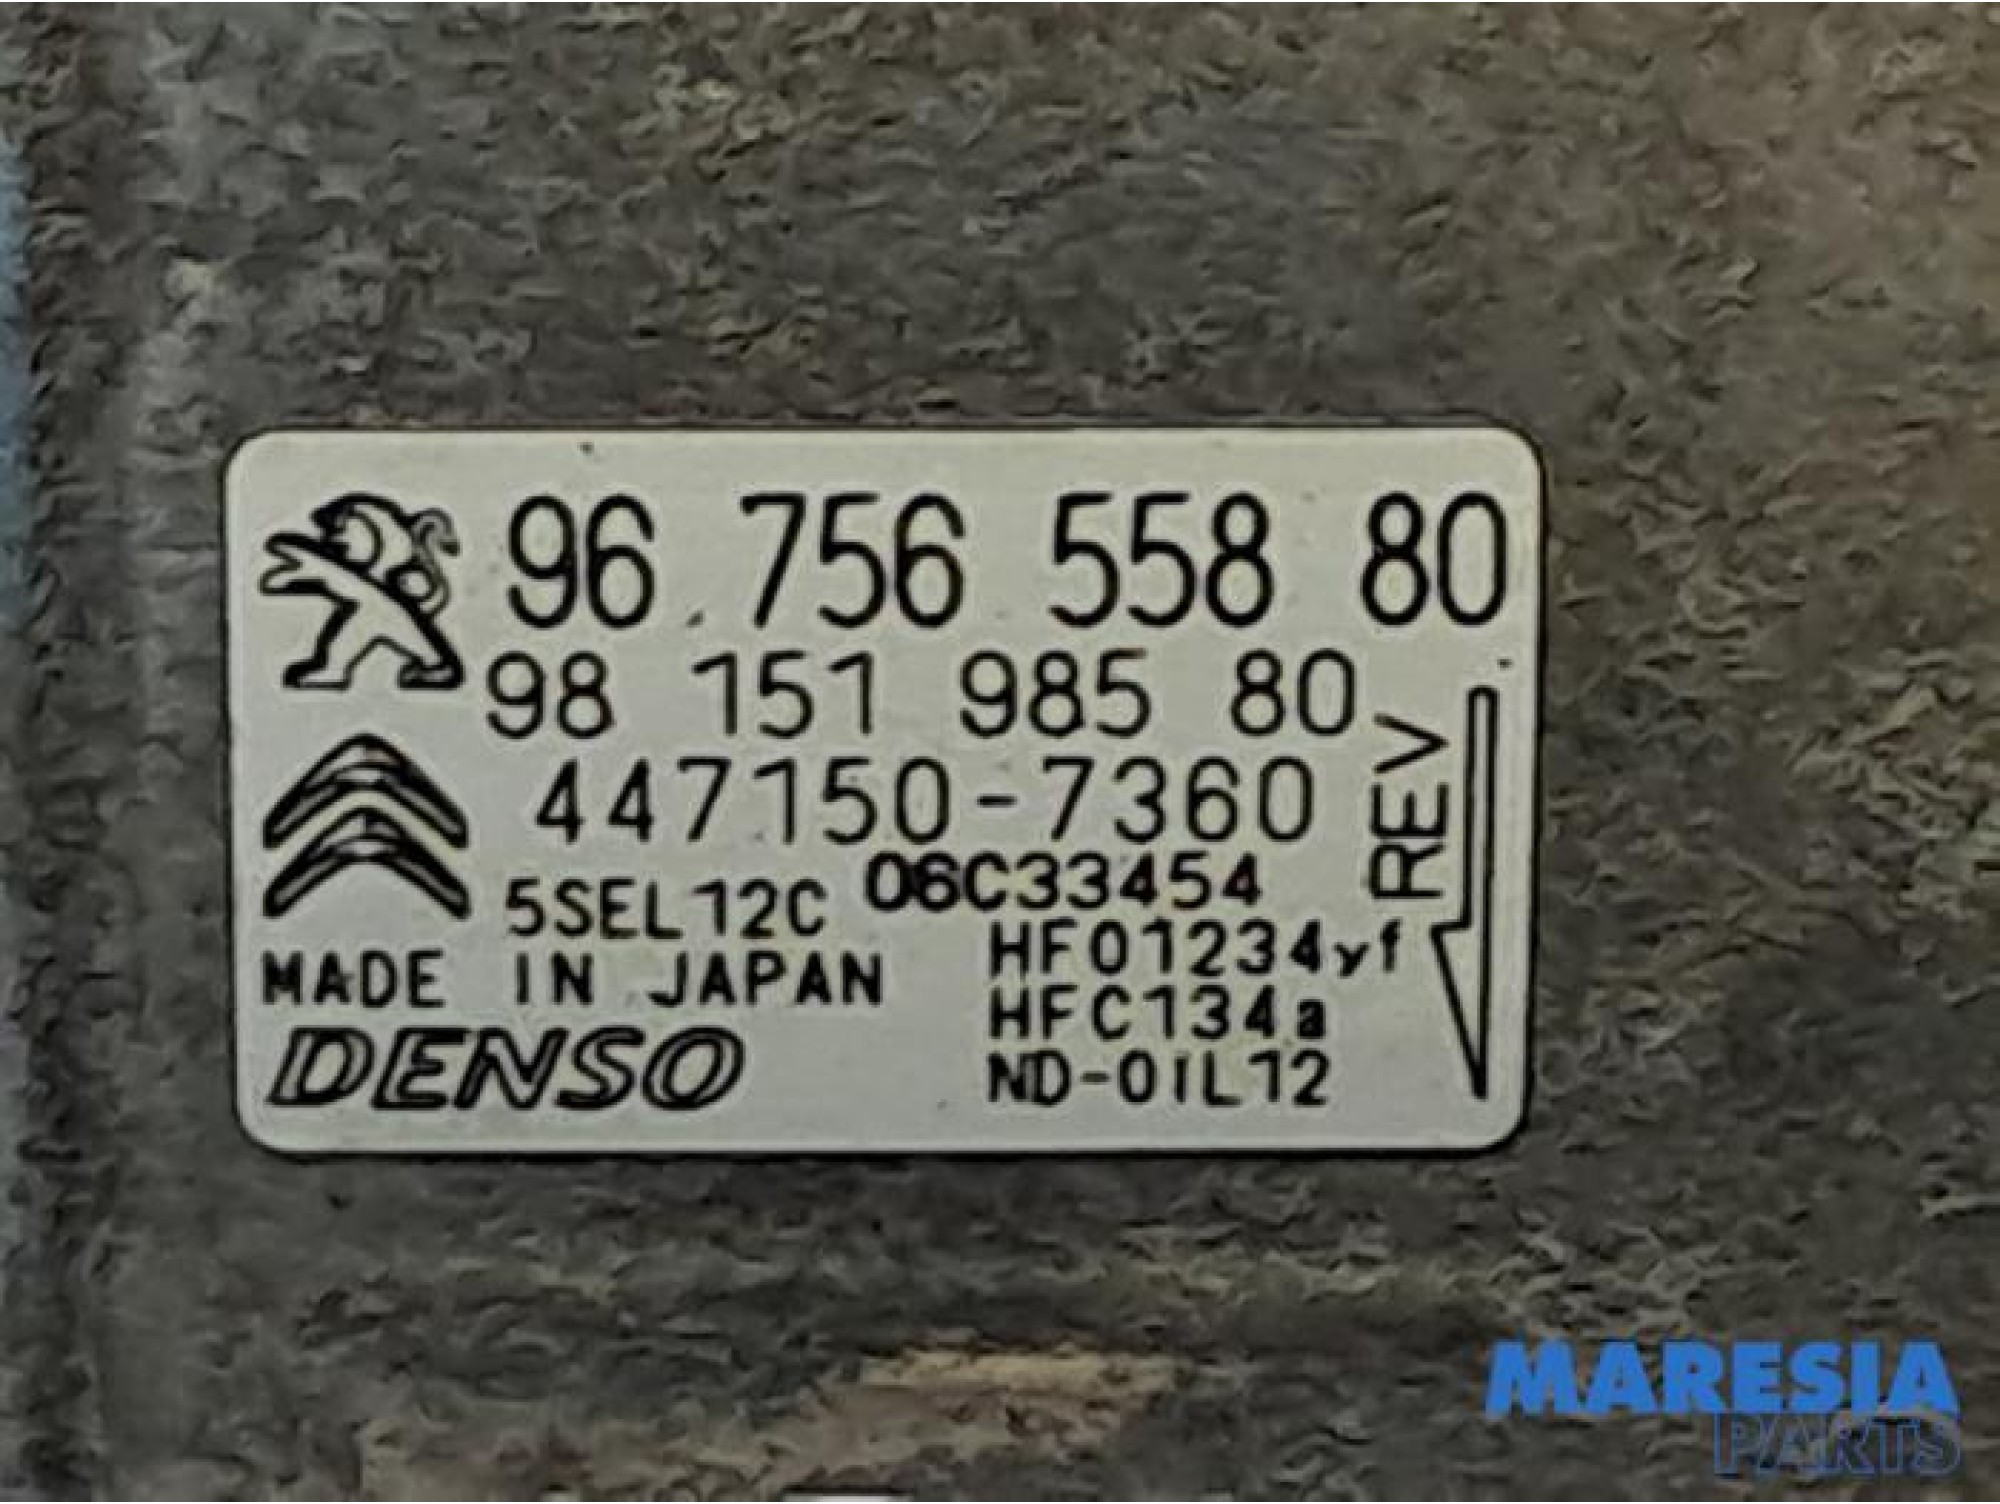 96 756 558 80
98 151 985 80
447150-7360
REV
5SEL12C 06C33454
HF01234yf
MADE IN JAPAN
HFC134a
DENSO
ND-OIL12
MARESIA
PARTS